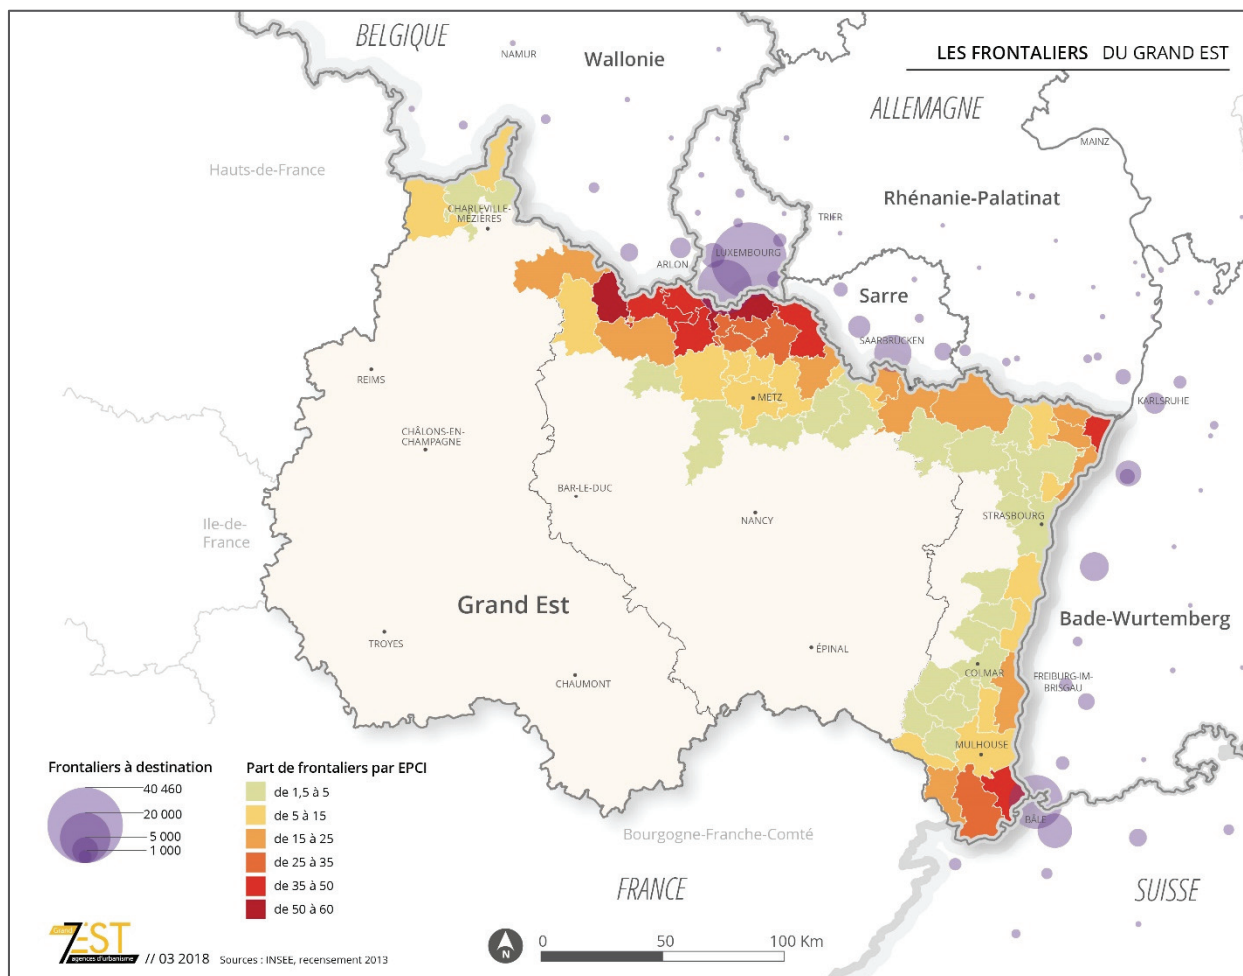 BELGIQUE
NAMUR
Wallonie
LES FRONTALIERS DU GRAND EST
ALLEMAGNE
MAINZ
Hauts-de-France
Rhénanie-Palatinat
CHARLEVILLE-
MÉZIÈRES
TRIER
LUXEMBOURG
ARLON
Sarre
SAARBRÜCKEN
REIMS
METZ
KARLSRUHE
CHÂLONS-EN-
CHAMPAGNE
BAR-LE-DUC
NANCY
STRASBOURG
Ile-de-
France
Grand Est
Bade-Wurtemberg
TROYES
ÉPINAL
CHAUMONT
COLMAR
FREIBURG-IM-
BRISGAU
MULHOUSE
BÂLE
Bourgogne-Franche-Comté
FRANCE
SUISSE
Frontaliers à destination
40 460
20 000
5 000
1 000
Part de frontaliers par EPCI
de 1,5 à 5
de 5 à 15
de 15 à 25
de 25 à 35
de 35 à 50
de 50 à 60
Grand
7EST
agences d'urbanisme
// 03 2018 Sources : INSEE, recensement 2013
N
0 50 100 Km